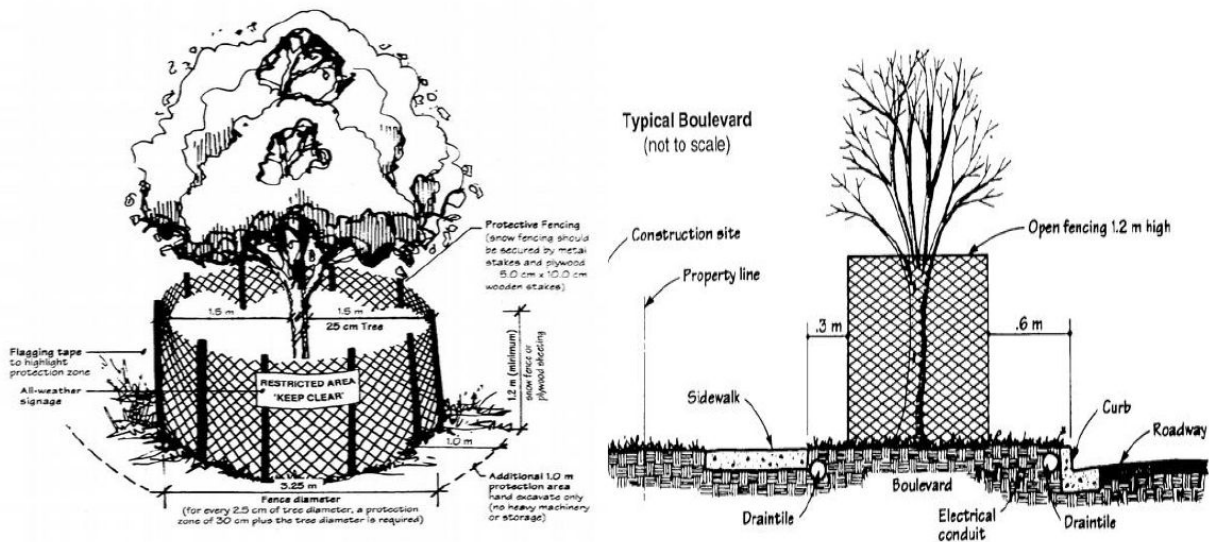 Protective Fencing
(snow fencing should
be secured by metal
stakes and plywood
5.0 cm x 10.0 cm
wooden stakes)
1.5 m
1.5 m
25 cm Tree
Flagging tape
to highlight
protection zone
All-weather
signage
RESTRICTED AREA
"KEEP CLEAR"
1.2 m (minimum)
snow fence or
plywood sheeting
1.0 m
3.25 m
Fence diameter
(for every 2.5 cm of tree diameter, a protection
zone of 30 cm plus the tree diameter is required)
Additional 1.0 m
protection area
hand excavate only
(no heavy machinery
or storage)
Typical Boulevard
(not to scale)
Construction site
Property line
Open fencing 1.2 m high
.3 m
.6 m
Sidewalk
Curb
Roadway
Boulevard
Draintile
Electrical
conduit
Draintile